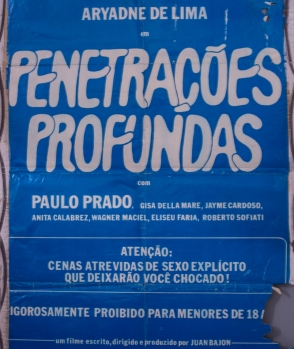 ARYADNE DE LIMA
em
PENETRAÇÕES
PROFUNDAS
com
PAULO PRADO, GISA DELLA MARE, JAYME CARDOSO,
ANITA CALABREZ, WAGNER MACIEL, ELISEU FARIA, ROBERTO SOFIATI
ATENÇÃO:
CENAS ATREVIDAS DE SEXO EXPLÍCITO
QUE DEIXARÃO VOCÊ CHOCADO!
IGOROSAMENTE PROIBIDO PARA MENORES DE 18 A
um filme escrito, dirigido e produzido por JUAN BAJON